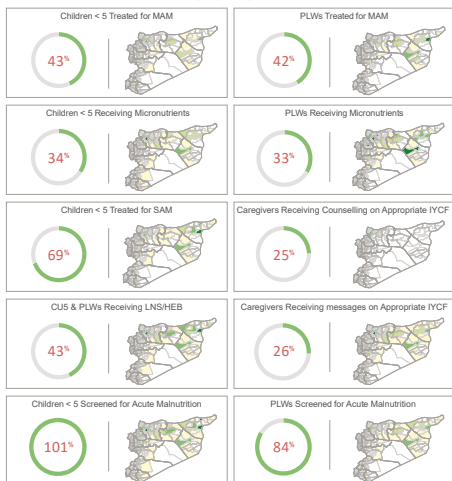 Children < 5 Treated for MAM
43%
PLWs Treated for MAM
42%
Children < 5 Receiving Micronutrients
34%
PLWs Receiving Micronutrients
33%
Children < 5 Treated for SAM
69%
Caregivers Receiving Counselling on Appropriate IYCF
25%
CU5 & PLWs Receiving LNS/HEB
43%
Caregivers Receiving messages on Appropriate IYCF
26%
Children < 5 Screened for Acute Malnutrition
101%
PLWs Screened for Acute Malnutrition
84%